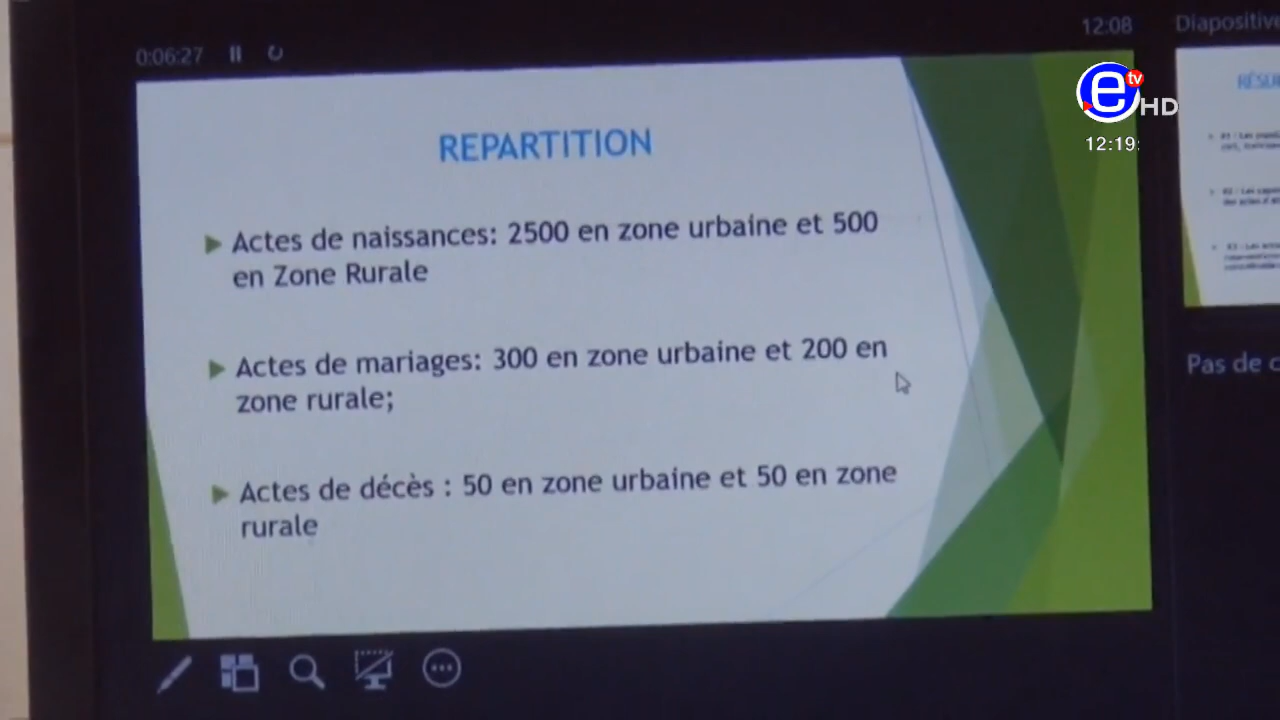 0:06:27
12:08
Diapositive
e tv HD
12:19:
REPARTITION
Actes de naissances: 2500 en zone urbaine et 500
en Zone Rurale
Actes de mariages: 300 en zone urbaine et 200 en
zone rurale;
Actes de décès : 50 en zone urbaine et 50 en zone
rurale
Pas de